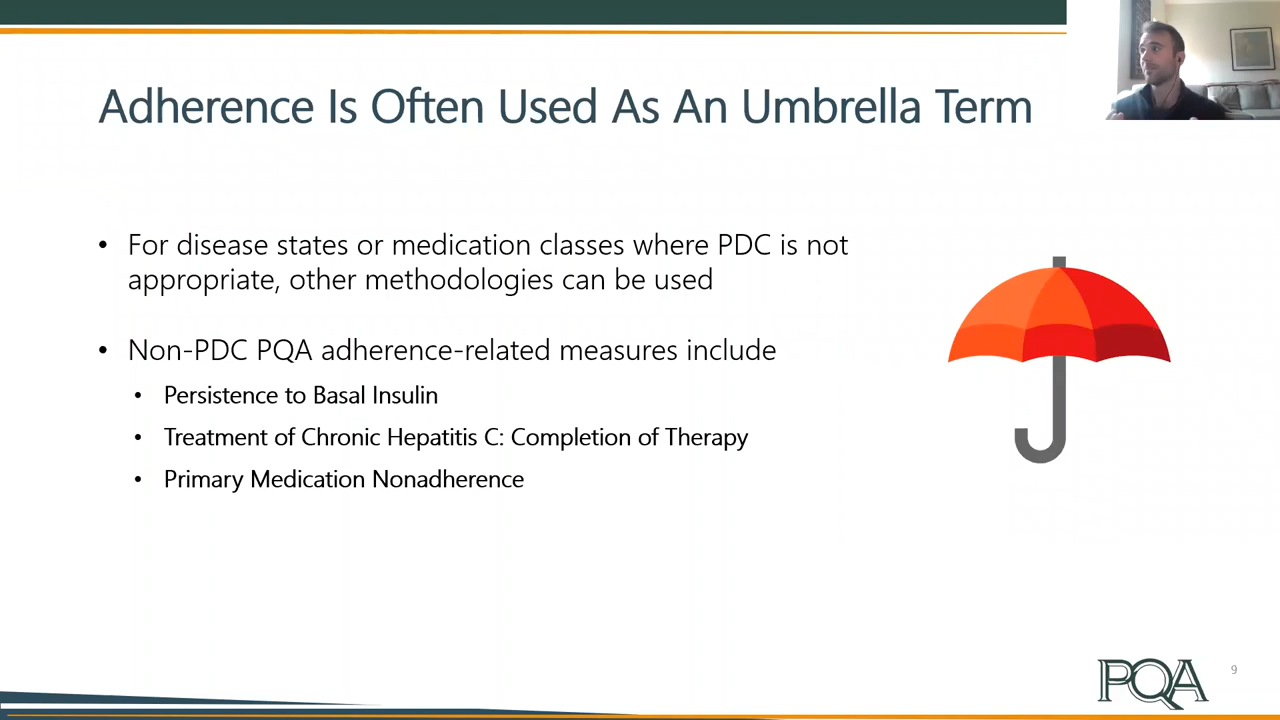 Adherence Is Often Used As An Umbrella Term
• For disease states or medication classes where PDC is not
appropriate, other methodologies can be used
• Non-PDC PQA adherence-related measures include
• Persistence to Basal Insulin
• Treatment of Chronic Hepatitis C: Completion of Therapy
• Primary Medication Nonadherence
PQA
9